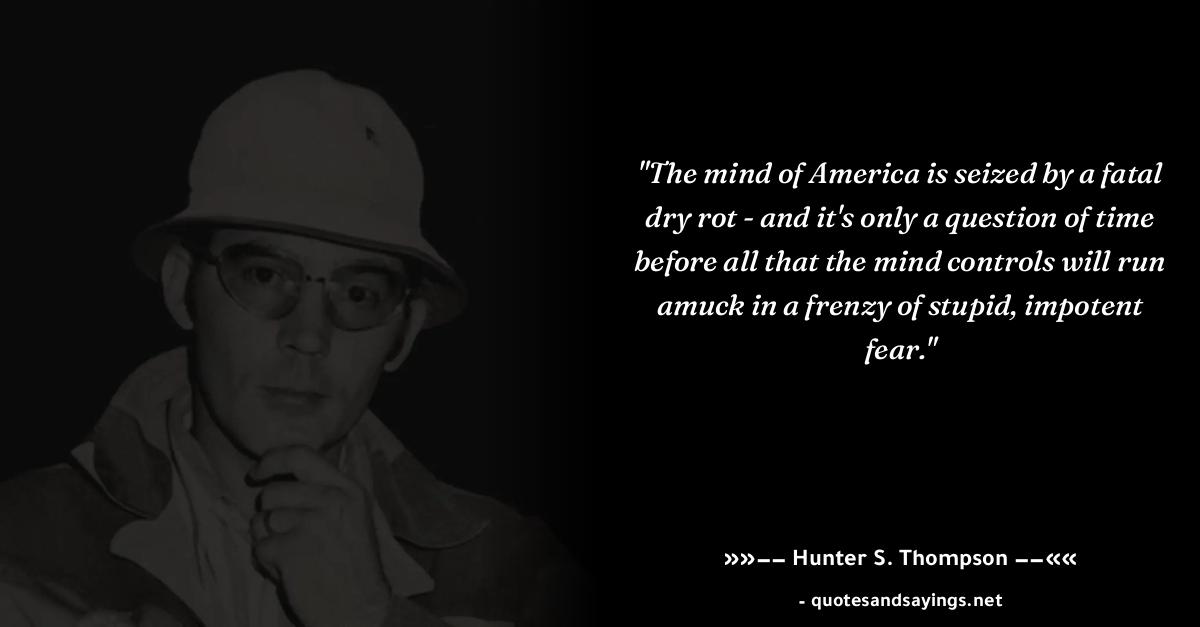 "The mind of America is seized by a fatal
dry rot - and it's only a question of time
before all that the mind controls will run
amuck in a frenzy of stupid, impotent
fear."
»»–– Hunter S. Thompson ––««
- quotesandsayings.net